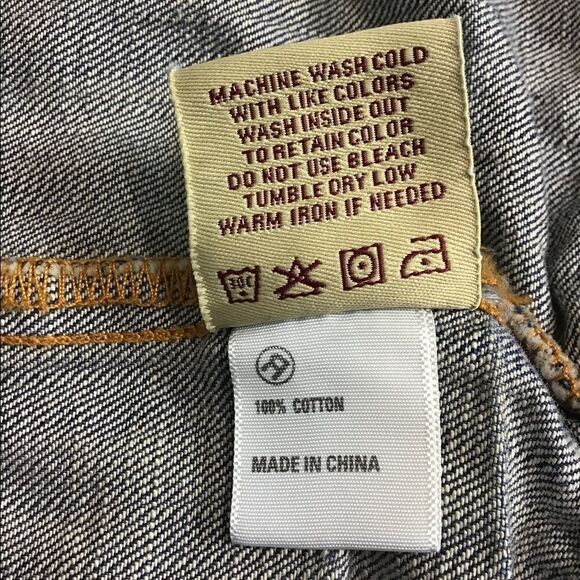 MACHINE WASH COLD
WITH LIKE COLORS
WASH INSIDE OUT
TO RETAIN COLOR
DO NOT USE BLEACH
TUMBLE DRY LOW
WARM IRON IF NEEDED
30C
100% COTTON
MADE IN CHINA